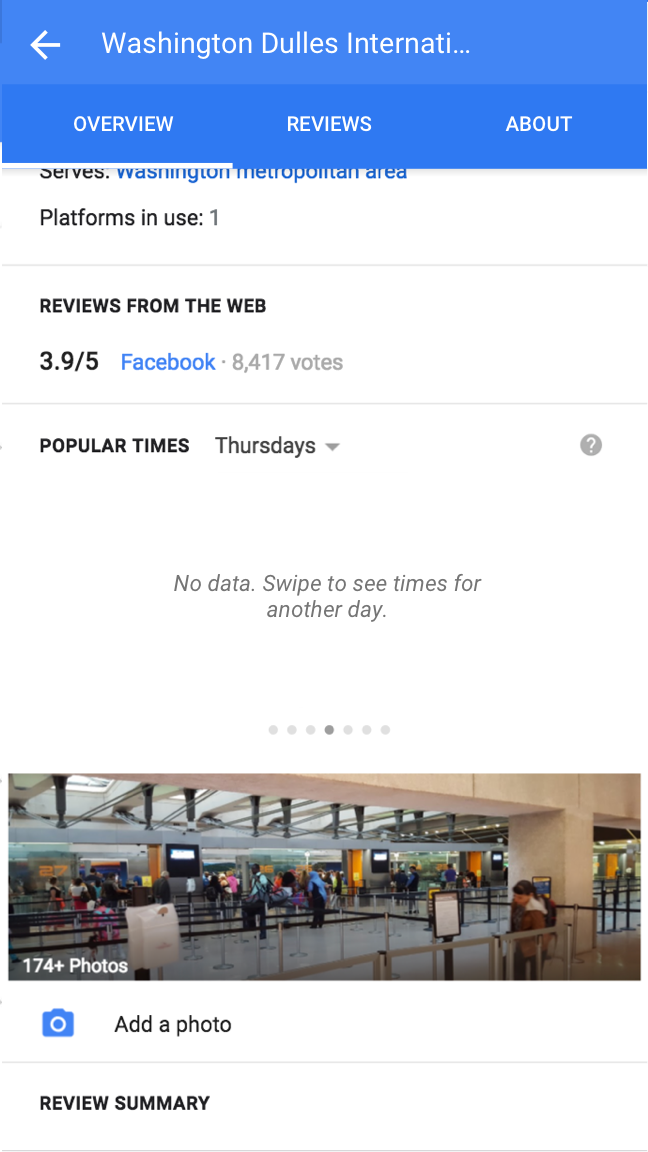 Washington Dulles Internati...
OVERVIEW REVIEWS ABOUT
Serves: Washington metropolitan area
Platforms in use: 1
REVIEWS FROM THE WEB
3.9/5 Facebook · 8,417 votes
POPULAR TIMES Thursdays
?
No data. Swipe to see times for
another day.
27
174+ Photos
Add a photo
REVIEW SUMMARY